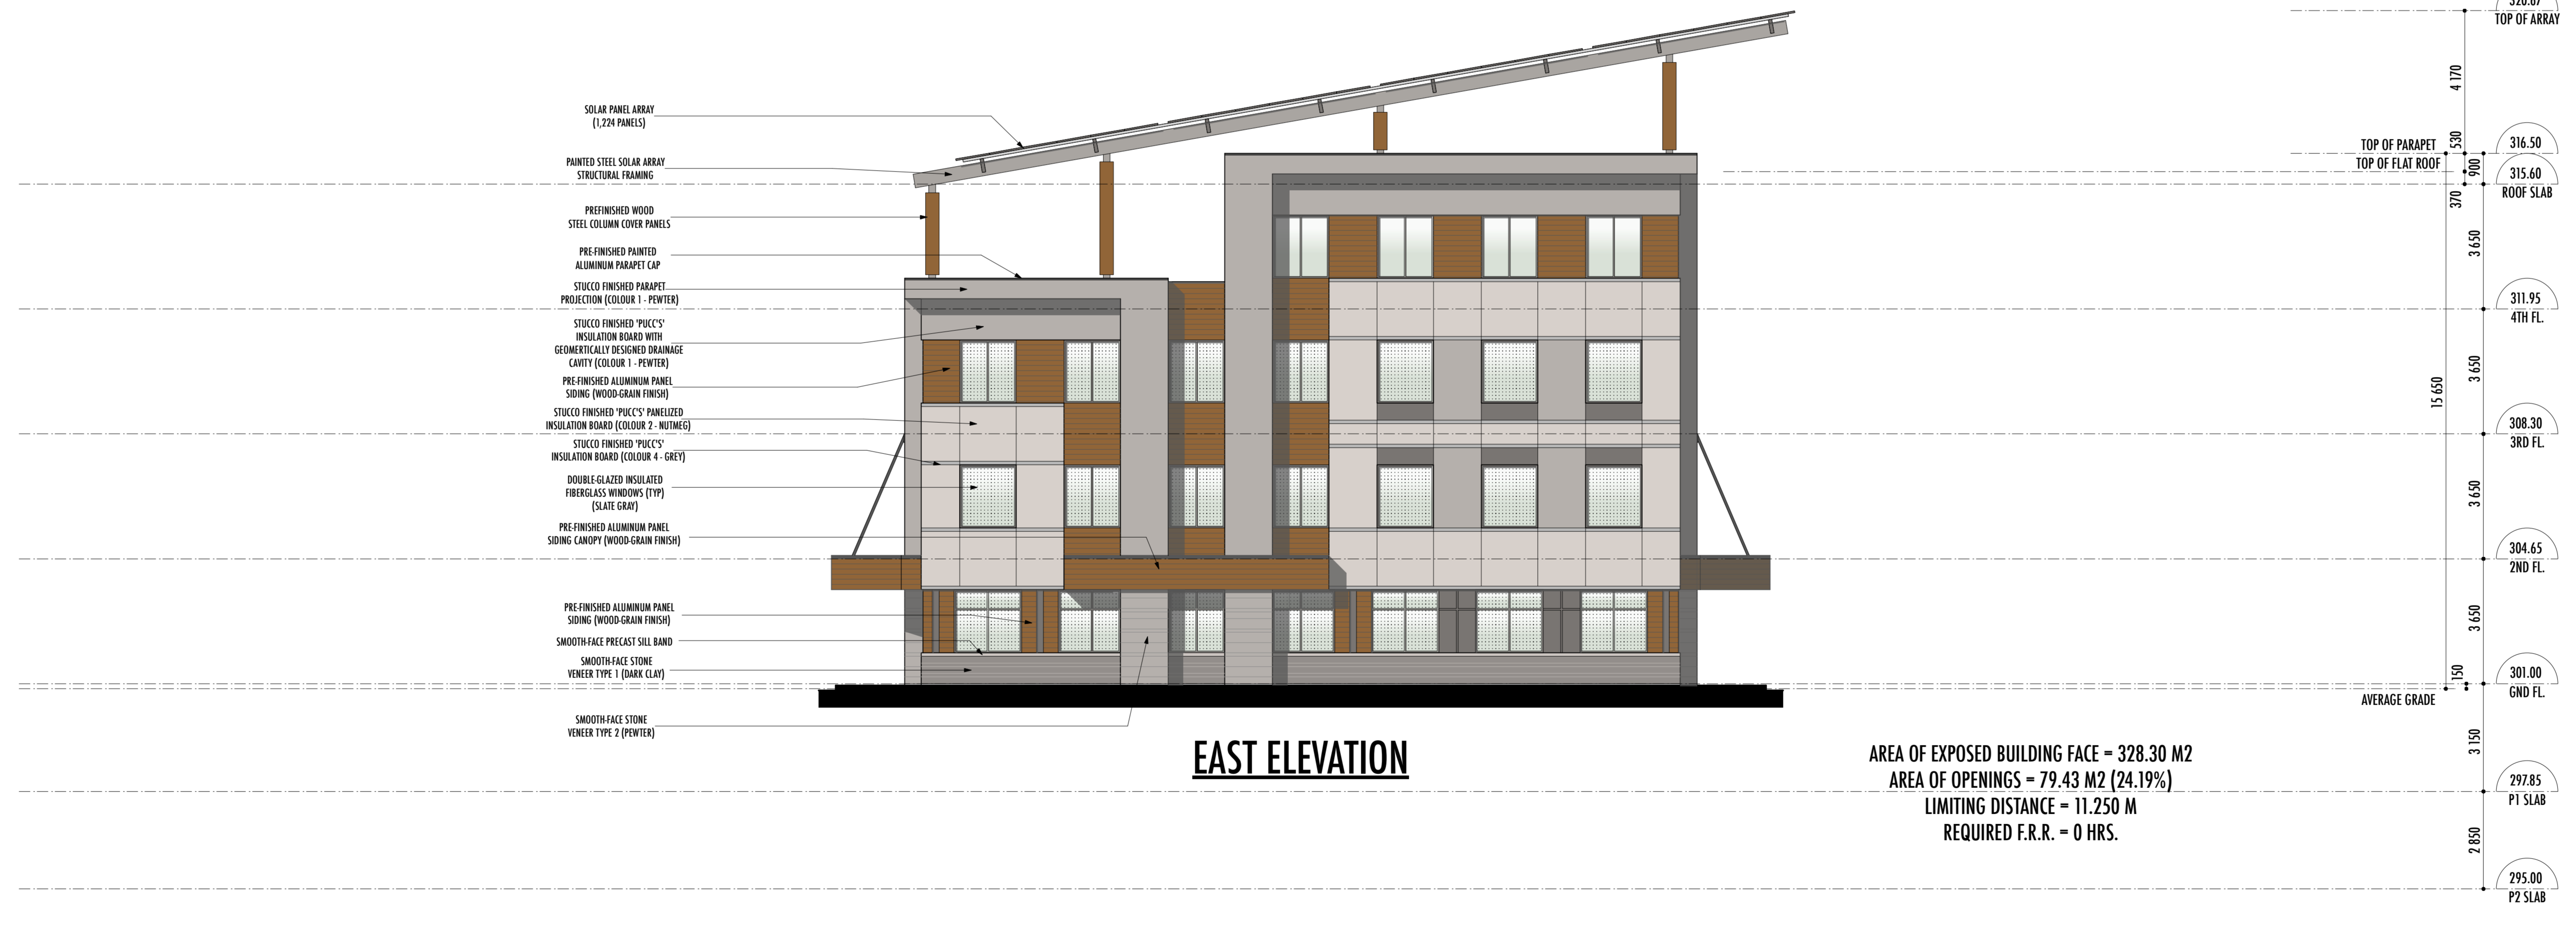 SOLAR PANEL ARRAY
(1,224 PANELS)
PAINTED STEEL SOLAR ARRAY
STRUCTURAL FRAMING
PREFINISHED WOOD
STEEL COLUMN COVER PANELS
PRE-FINISHED PAINTED
ALUMINUM PARAPET CAP
STUCCO FINISHED PARAPET
PROJECTION (COLOUR 1 - PEWTER)
STUCCO FINISHED 'PUCC'S'
INSULATION BOARD WITH
GEOMERTICALLY DESIGNED DRAINAGE
CAVITY (COLOUR 1 - PEWTER)
PRE-FINISHED ALUMINUM PANEL
SIDING (WOOD-GRAIN FINISH)
STUCCO FINISHED 'PUCC'S' PANELIZED
INSULATION BOARD (COLOUR 2 - NUTMEG)
STUCCO FINISHED 'PUCC'S'
INSULATION BOARD (COLOUR 4 - GREY)
DOUBLE-GLAZED INSULATED
FIBERGLASS WINDOWS (TYP)
(SLATE GRAY)
PRE-FINISHED ALUMINUM PANEL
SIDING CANOPY (WOOD-GRAIN FINISH)
PRE-FINISHED ALUMINUM PANEL
SIDING (WOOD-GRAIN FINISH)
SMOOTH-FACE PRECAST SILL BAND
SMOOTH-FACE STONE
VENEER TYPE 1 (DARK CLAY)
SMOOTH-FACE STONE
VENEER TYPE 2 (PEWTER)
EAST ELEVATION
AREA OF EXPOSED BUILDING FACE = 328.30 M2
AREA OF OPENINGS = 79.43 M2 (24.19%)
LIMITING DISTANCE = 11.250 M
REQUIRED F.R.R. = 0 HRS.
320.67
TOP OF ARRAY
4 170
530
TOP OF PARAPET
316.50
TOP OF FLAT ROOF
900
315.60
ROOF SLAB
370
3 650
311.95
4TH FL.
3 650
15 650
308.30
3RD FL.
3 650
304.65
2ND FL.
3 650
150
301.00
GND FL.
AVERAGE GRADE
3 150
297.85
P1 SLAB
2 850
295.00
P2 SLAB